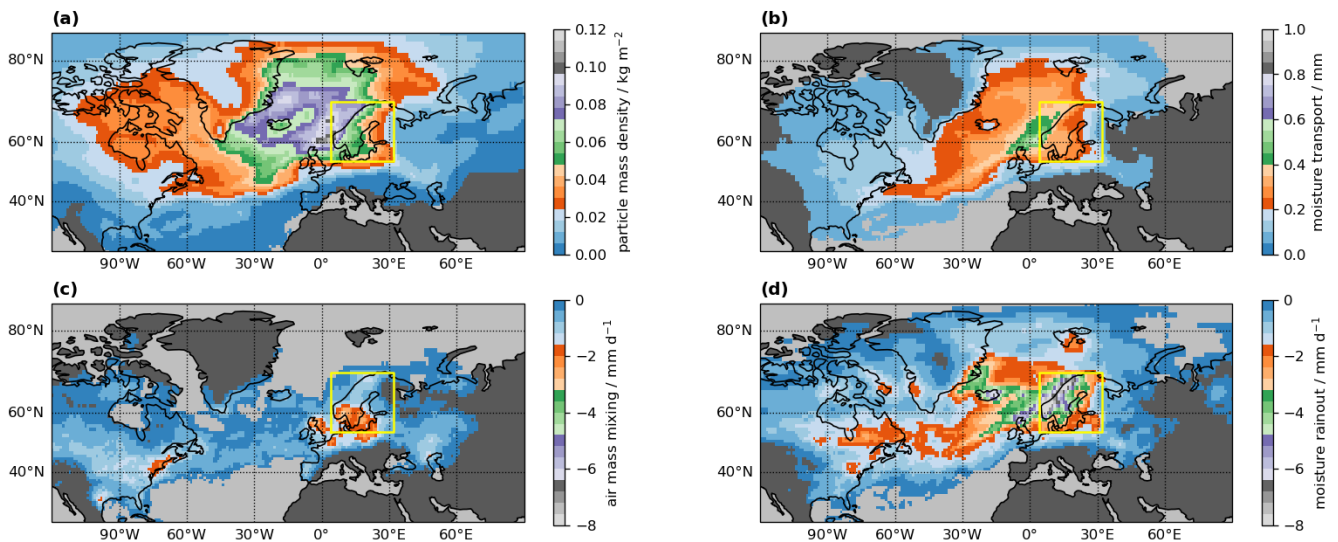 (a)
80°N
60°N
40°N
90°W 60°W 30°W 0° 30°E 60°E
0.12
0.10
0.08
0.06
0.04
0.02
0.00
particle mass density / kg m⁻²
(b)
80°N
60°N
40°N
90°W 60°W 30°W 0° 30°E 60°E
1.0
0.8
0.6
0.4
0.2
0.0
moisture transport / mm
(c)
80°N
60°N
40°N
90°W 60°W 30°W 0° 30°E 60°E
0
−2
−4
−6
−8
air mass mixing / mm d⁻¹
(d)
80°N
60°N
40°N
90°W 60°W 30°W 0° 30°E 60°E
0
−2
−4
−6
−8
moisture rainout / mm d⁻¹